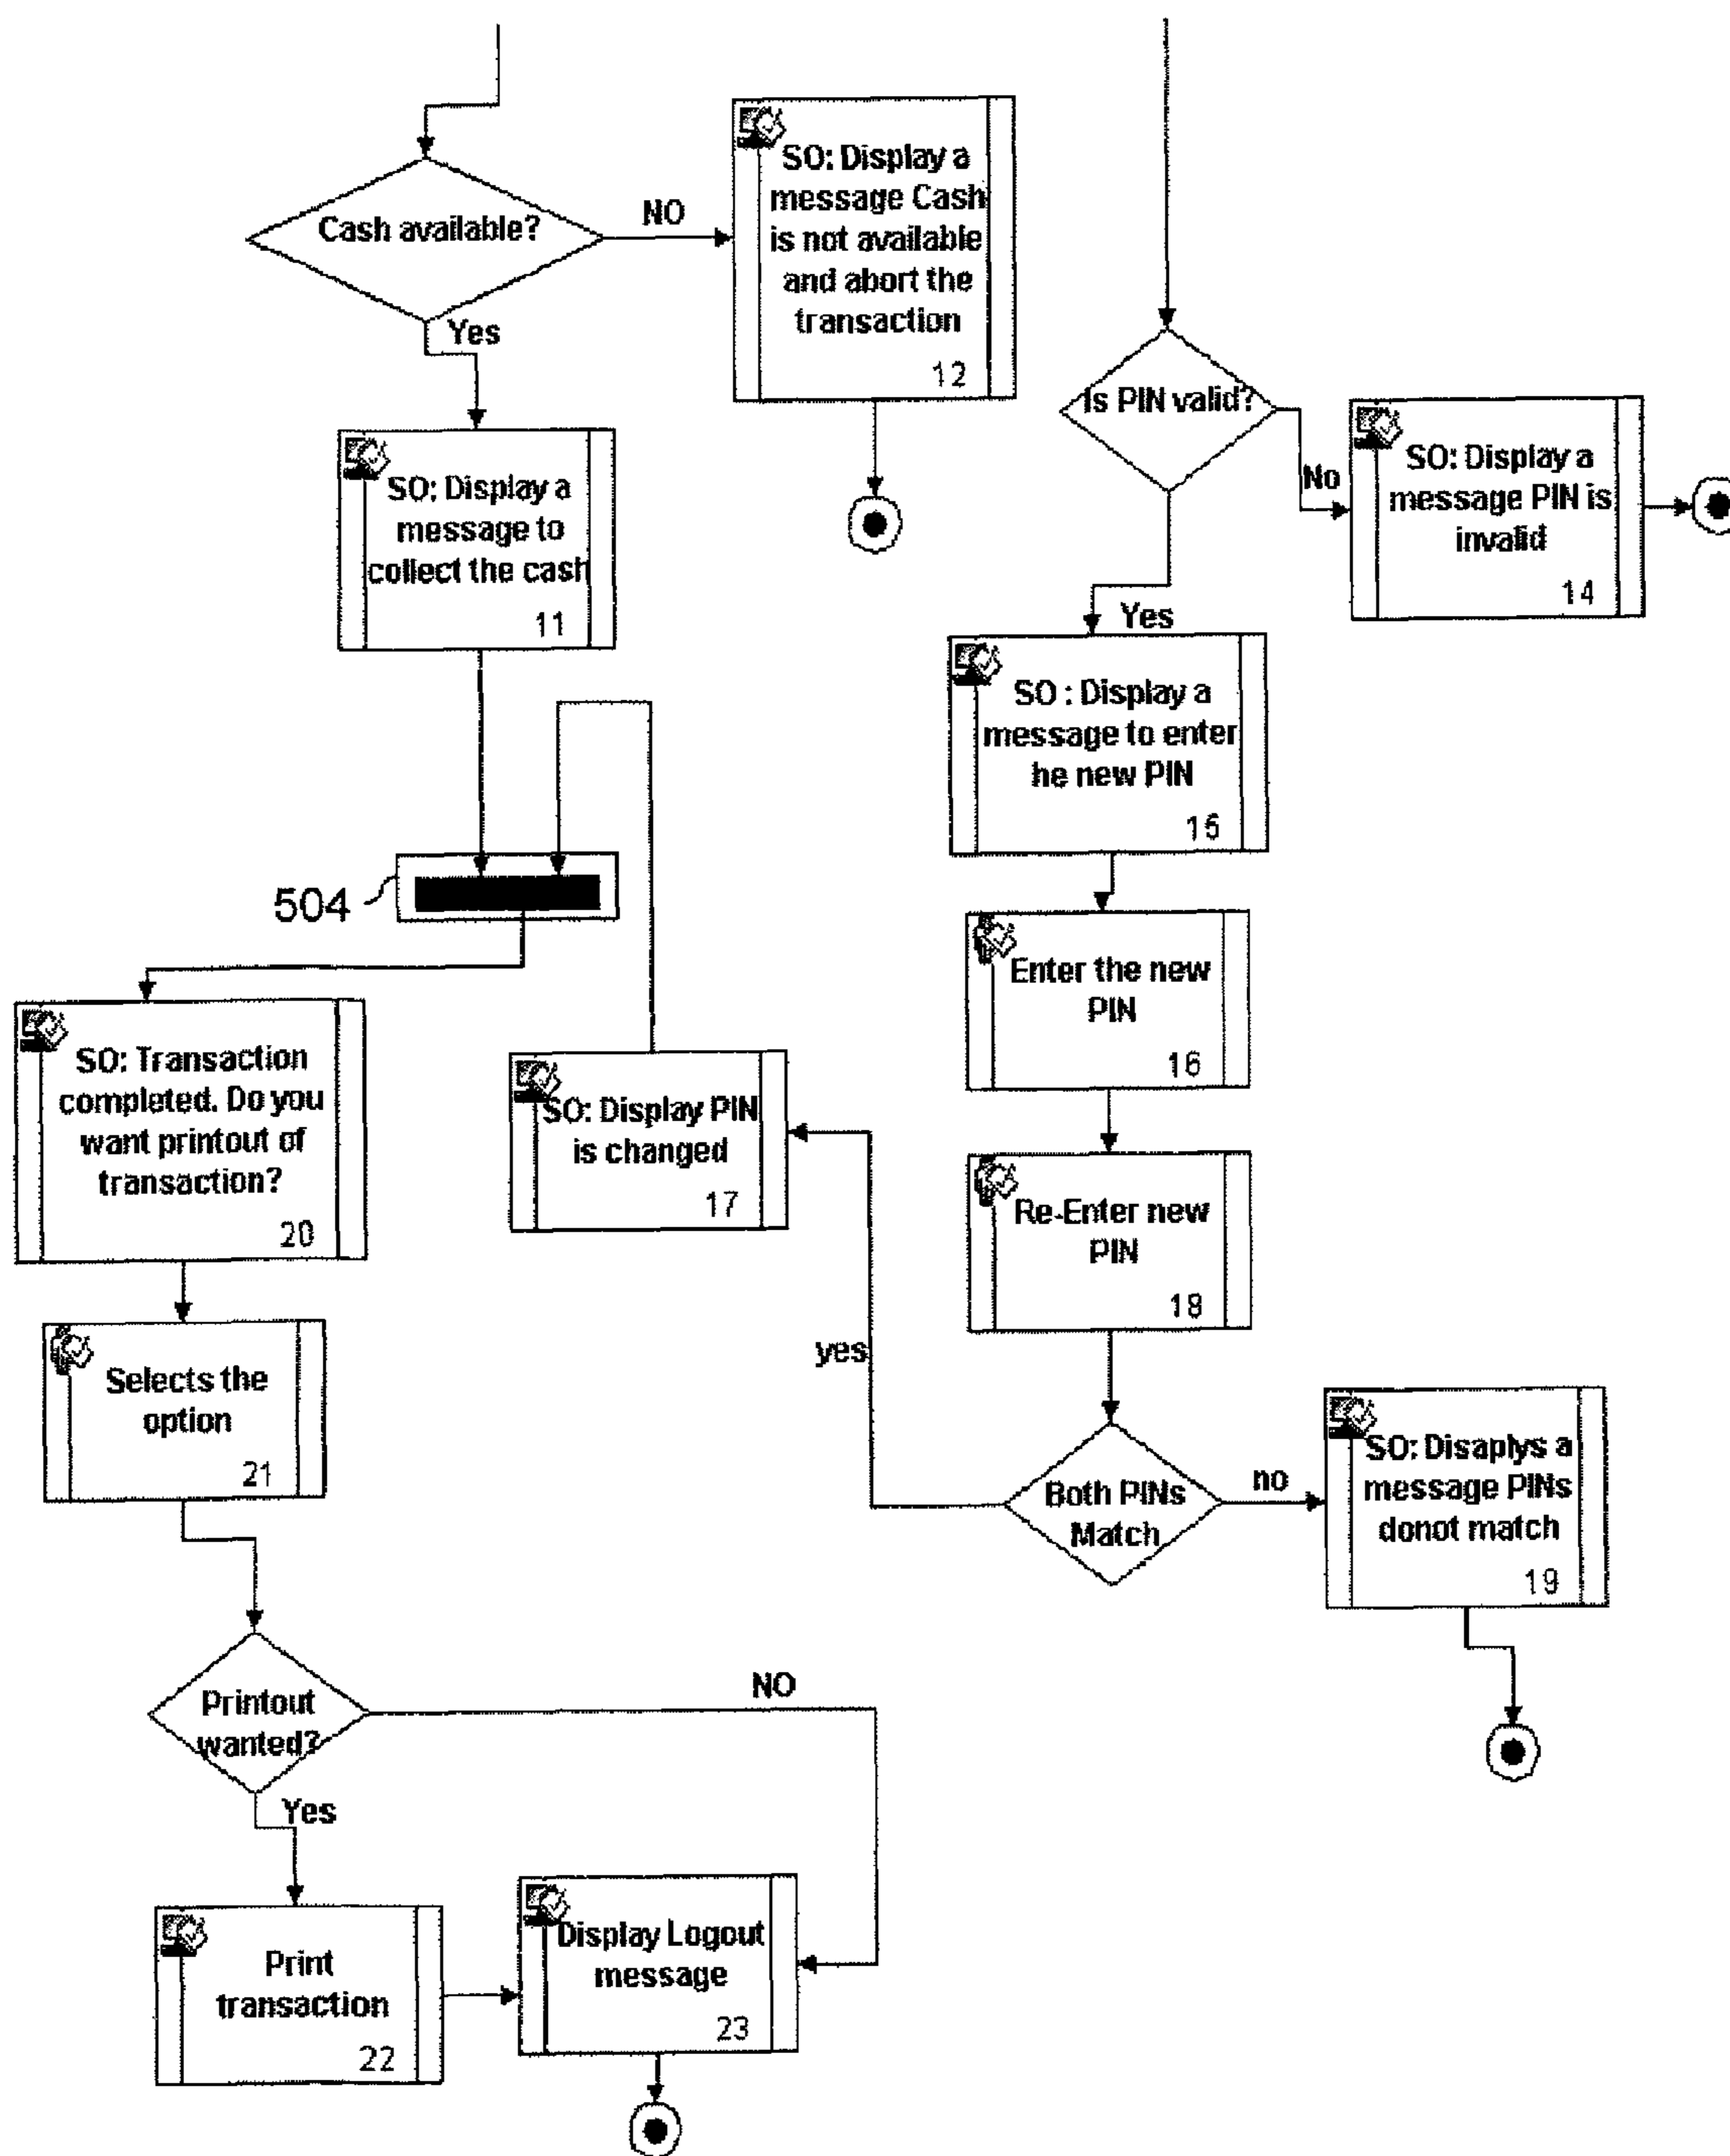 Cash available?
NO
Yes
SO: Display a
message Cash
is not available
and abort the
transaction
12
SO: Display a
message to
collect the cash
11
Is PIN valid?
No
Yes
SO: Display a
message PIN is
invalid
14
SO : Display a
message to enter
he new PIN
15
504
Enter the new
PIN
16
SO: Transaction
completed. Do you
want printout of
transaction?
20
SO: Display PIN
is changed
17
Re-Enter new
PIN
18
Selects the
option
21
yes
Both PINs
Match
no
SO: Disaplys a
message PINs
donot match
19
Printout
wanted?
NO
Yes
Print
transaction
22
Display Logout
message
23